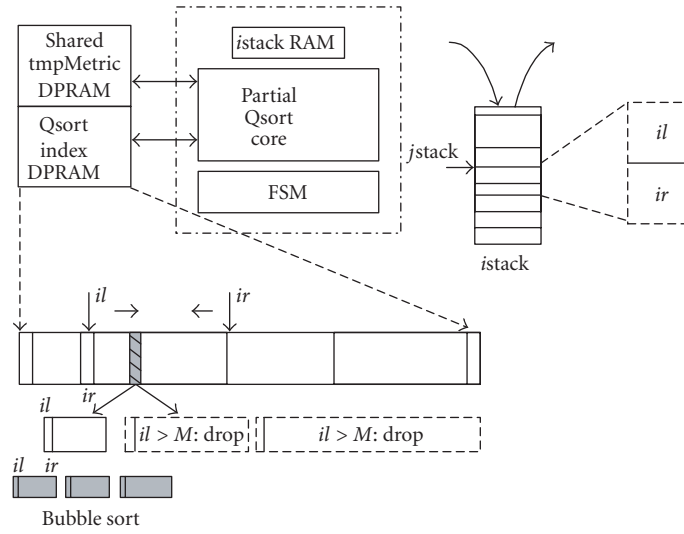 Shared
tmpMetric
DPRAM
Qsort
index
DPRAM
istack RAM
Partial
Qsort
core
FSM
jstack
il
ir
istack
il
ir
il
ir
il > M: drop
il > M: drop
il
ir
Bubble sort